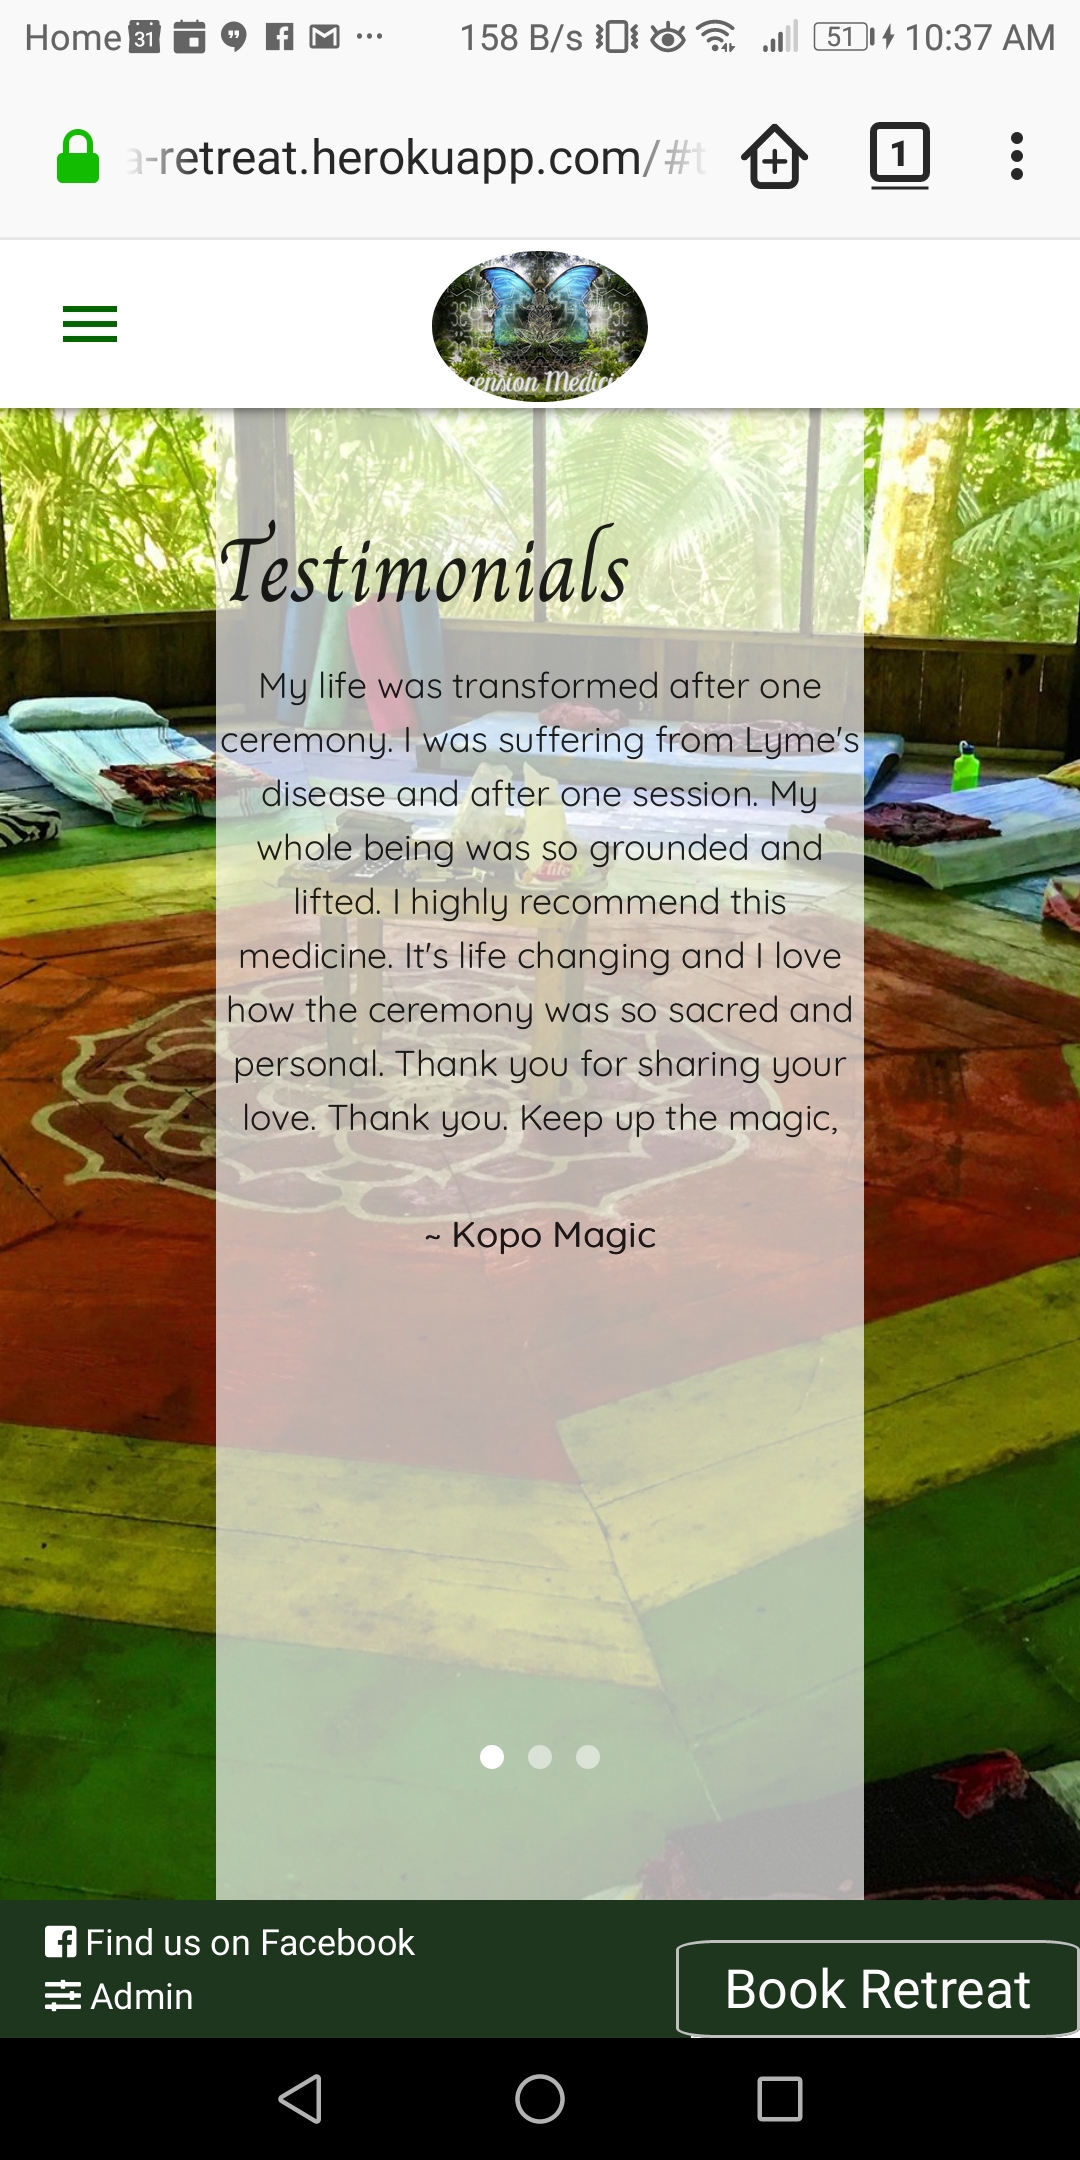 Home 31 158 B/s 51 10:37 AM
a-retreat.herokuapp.com/#t
1
cension Medici
Testimonials
My life was transformed after one
ceremony. I was suffering from Lyme's
disease and after one session. My
whole being was so grounded and
lifted. I highly recommend this
medicine. It's life changing and I love
how the ceremony was so sacred and
personal. Thank you for sharing your
love. Thank you. Keep up the magic,
~ Kopo Magic
Find us on Facebook
Admin
Book Retreat